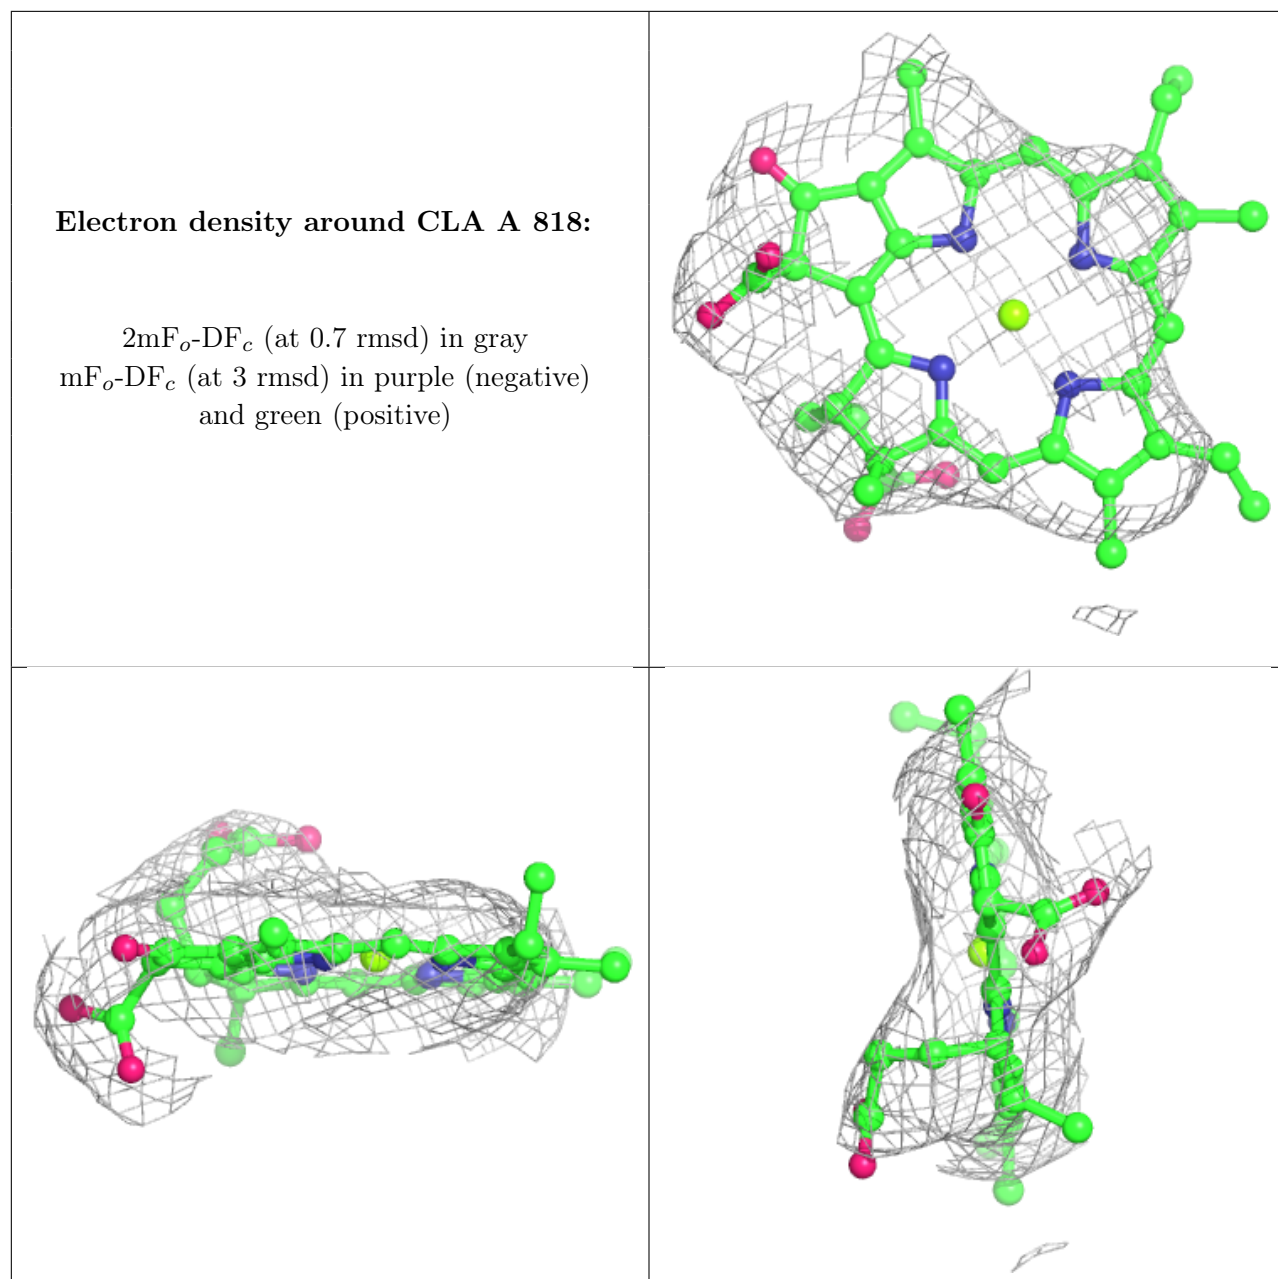 Electron density around CLA A 818:
2mFo-DFc (at 0.7 rmsd) in gray
mFo-DFc (at 3 rmsd) in purple (negative)
and green (positive)